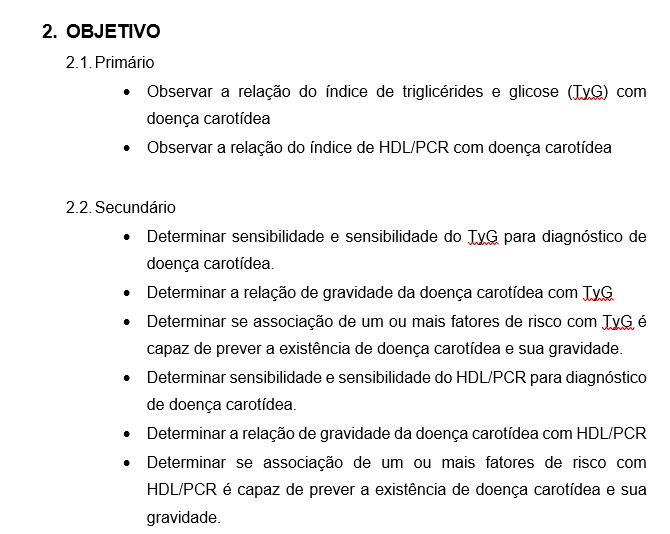 2. OBJETIVO
2.1. Primário
• Observar a relação do índice de triglicérides e glicose (TyG) com
doença carotídea
• Observar a relação do índice de HDL/PCR com doença carotídea
2.2. Secundário
• Determinar sensibilidade e sensibilidade do TyG para diagnóstico de
doença carotídea.
• Determinar a relação de gravidade da doença carotídea com TyG
• Determinar se associação de um ou mais fatores de risco com TyG é
capaz de prever a existência de doença carotídea e sua gravidade.
• Determinar sensibilidade e sensibilidade do HDL/PCR para diagnóstico
de doença carotídea.
• Determinar a relação de gravidade da doença carotídea com HDL/PCR
• Determinar se associação de um ou mais fatores de risco com
HDL/PCR é capaz de prever a existência de doença carotídea e sua
gravidade.